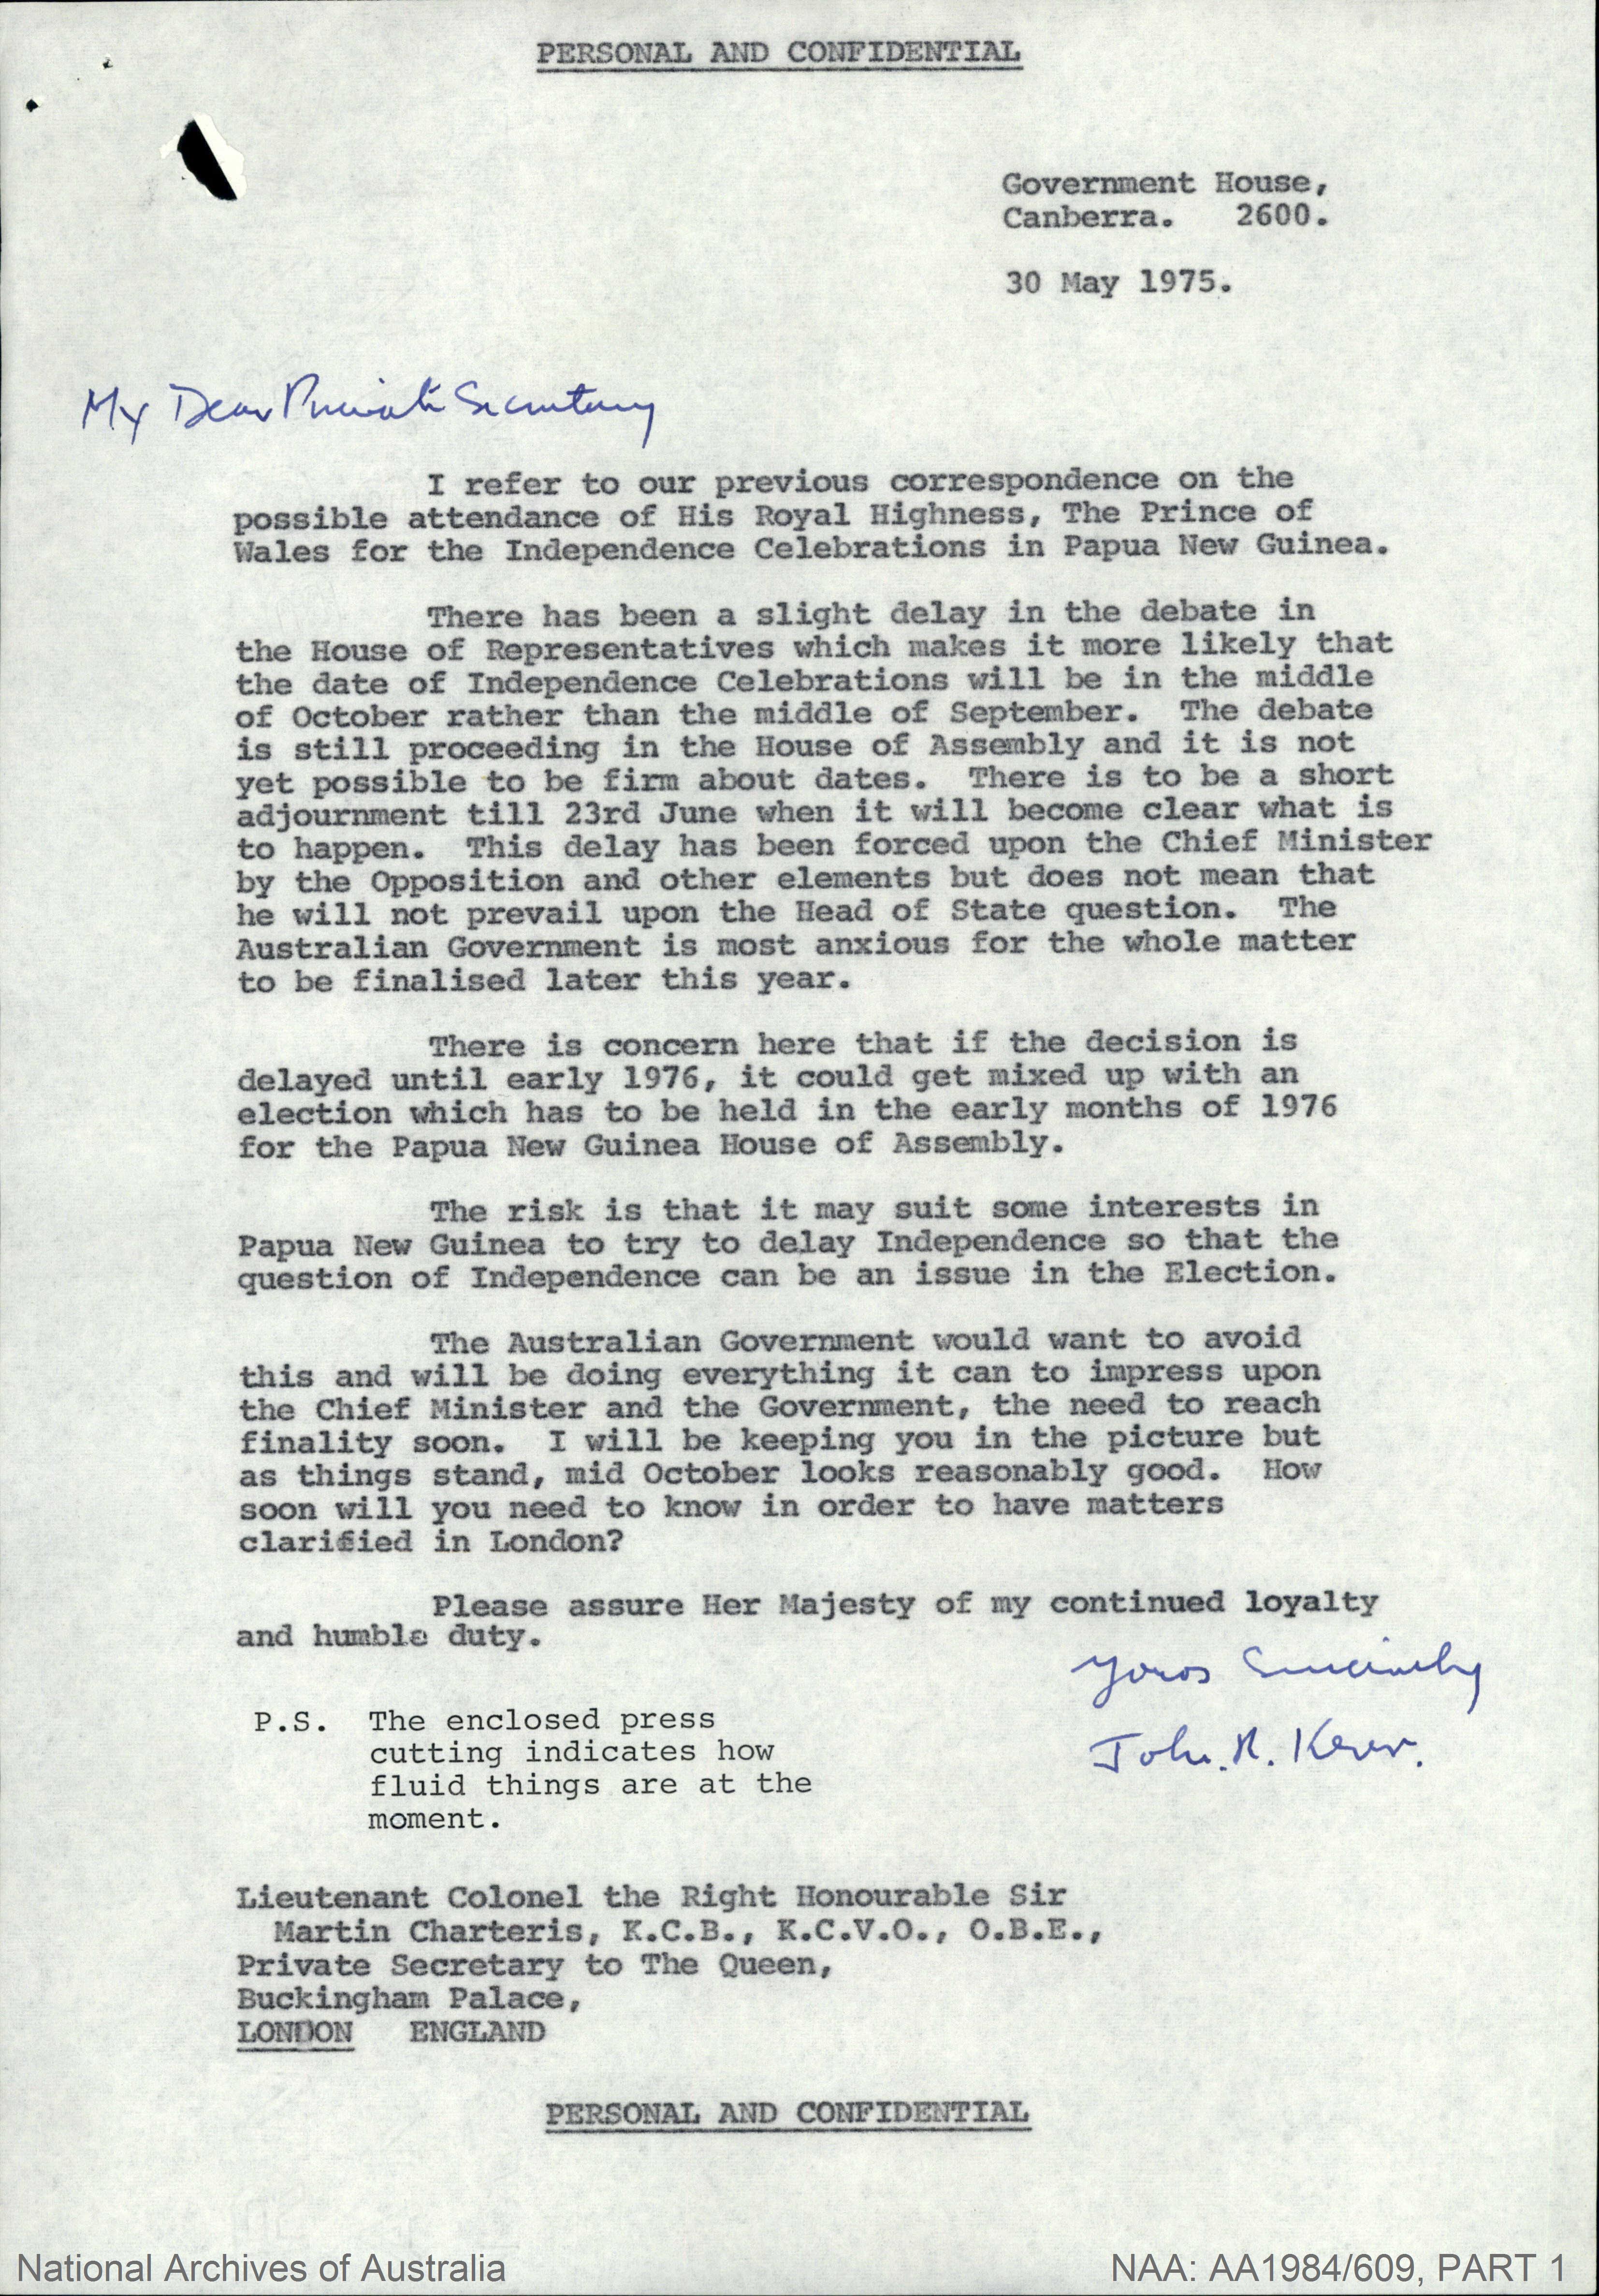 PERSONAL AND CONFIDENTIAL
Government House,
Canberra. 2600.
30 May 1975.
My Dear Private Secretary
I refer to our previous correspondence on the
possible attendance of His Royal Highness, The Prince of
Wales for the Independence Celebrations in Papua New Guinea.
There has been a slight delay in the debate in
the House of Representatives which makes it more likely that
the date of Independence Celebrations will be in the middle
of October rather than the middle of September. The debate
is still proceeding in the House of Assembly and it is not
yet possible to be firm about dates. There is to be a short
adjournment till 23rd June when it will become clear what is
to happen. This delay has been forced upon the Chief Minister
by the Opposition and other elements but does not mean that
he will not prevail upon the Head of State question. The
Australian Government is most anxious for the whole matter
to be finalised later this year.
There is concern here that if the decision is
delayed until early 1976, it could get mixed up with an
election which has to be held in the early months of 1976
for the Papua New Guinea House of Assembly.
The risk is that it may suit some interests in
Papua New Guinea to try to delay Independence so that the
question of Independence can be an issue in the Election.
The Australian Government would want to avoid
this and will be doing everything it can to impress upon
the Chief Minister and the Government, the need to reach
finality soon. I will be keeping you in the picture but
as things stand, mid October looks reasonably good. How
soon will you need to know in order to have matters
clarified in London?
Please assure Her Majesty of my continued loyalty
and humble duty.
Yours Sincerely
John. R. Kerr.
P.S. The enclosed press
cutting indicates how
fluid things are at the
moment.
Lieutenant Colonel the Right Honourable Sir
Martin Charteris, K.C.B., K.C.V.O., O.B.E.,
Private Secretary to The Queen,
Buckingham Palace,
LONDON ENGLAND
PERSONAL AND CONFIDENTIAL
National Archives of Australia
NAA: AA1984/609, PART 1